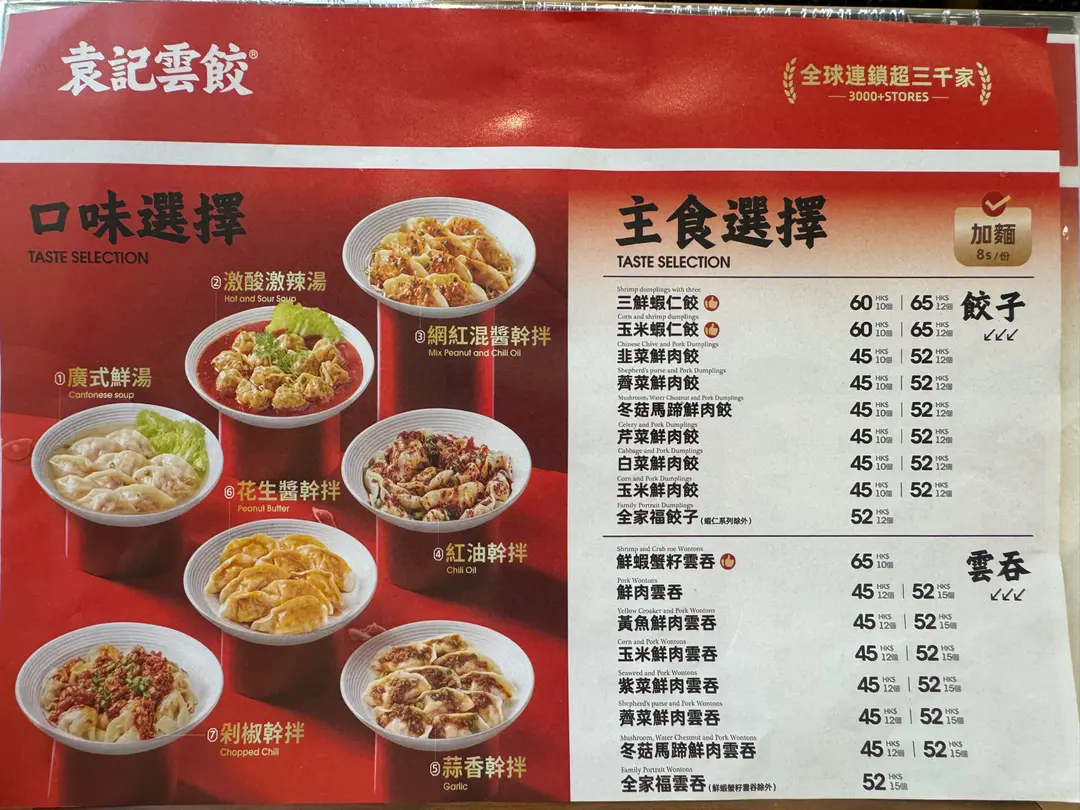 袁記雲餃®
全球連鎖超三千家
3000+STORES
口味選擇
TASTE SELECTION
②激酸激辣湯
Hot and Sour Soup
③網紅混醬幹拌
Mix Peanut and Chili Oil
①廣式鮮湯
Cantonese soup
⑥花生醬幹拌
Peanut Butter
④紅油幹拌
Chili Oil
⑦剁椒幹拌
Chopped Chili
⑤蒜香幹拌
Garlic
主食選擇
TASTE SELECTION
加麵
8s/份
餃子
Shrimp dumplings with three
三鮮蝦仁餃 60 HK$ 10個 | 65 HK$ 12個
Corn and shrimp dumplings
玉米蝦仁餃 60 HK$ 10個 | 65 HK$ 12個
Chinese Chive and Pork Dumplings
韭菜鮮肉餃 45 HK$ 10個 | 52 HK$ 12個
Shepherd's purse and Pork Dumplings
薺菜鮮肉餃 45 HK$ 10個 | 52 HK$ 12個
Mushroom, Water Chestnut and Pork Dumplings
冬菇馬蹄鮮肉餃 45 HK$ 10個 | 52 HK$ 12個
Celery and Pork Dumplings
芹菜鮮肉餃 45 HK$ 10個 | 52 HK$ 12個
Cabbage and Pork Dumplings
白菜鮮肉餃 45 HK$ 10個 | 52 HK$ 12個
Corn and Pork Dumplings
玉米鮮肉餃 45 HK$ 10個 | 52 HK$ 12個
Family Portrait Dumplings
全家福餃子(蝦仁系列除外) 52 HK$ 12個
雲吞
Shrimp and Crab roe Wontons
鮮蝦蟹籽雲吞 65 HK$ 10個
Pork Wontons
鮮肉雲吞 45 HK$ 12個 | 52 HK$ 15個
Yellow Croaker and Pork Wontons
黃魚鮮肉雲吞 45 HK$ 12個 | 52 HK$ 15個
Corn and Pork Wontons
玉米鮮肉雲吞 45 HK$ 12個 | 52 HK$ 15個
Seaweed and Pork Wontons
紫菜鮮肉雲吞 45 HK$ 12個 | 52 HK$ 15個
Shepherd's purse and Pork Wontons
薺菜鮮肉雲吞 45 HK$ 12個 | 52 HK$ 15個
Mushroom, Water Chestnut and Pork Wontons
冬菇馬蹄鮮肉雲吞 45 HK$ 12個 | 52 HK$ 15個
Family Portrait Wontons
全家福雲吞(鮮蝦蟹籽雲吞除外) 52 HK$ 15個